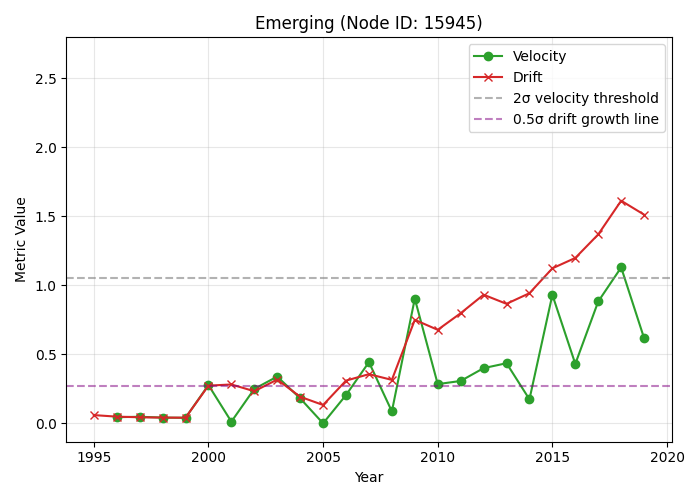 Emerging (Node ID: 15945)
Velocity
Drift
2σ velocity threshold
0.5σ drift growth line
Metric Value
2.5
2.0
1.5
1.0
0.5
0.0
1995 2000 2005 2010 2015 2020
Year